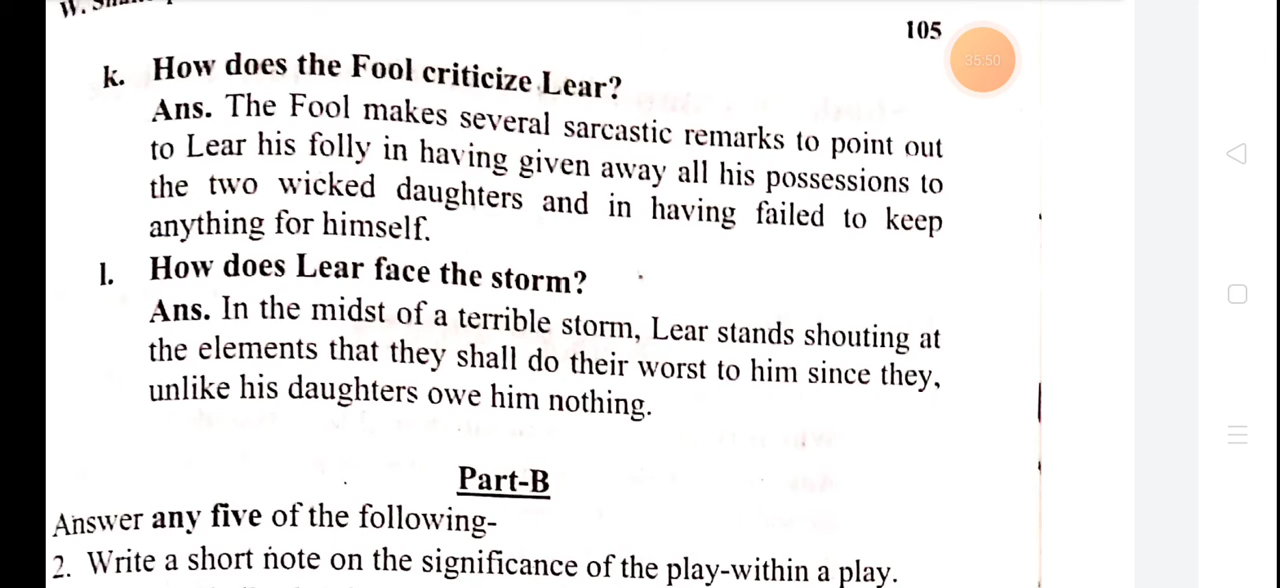 105
35:50
k. How does the Fool criticize Lear?
Ans. The Fool makes several sarcastic remarks to point out
to Lear his folly in having given away all his possessions to
the two wicked daughters and in having failed to keep
anything for himself.
l. How does Lear face the storm?
Ans. In the midst of a terrible storm, Lear stands shouting at
the elements that they shall do their worst to him since they,
unlike his daughters owe him nothing.
Part-B
Answer any five of the following-
2. Write a short note on the significance of the play-within a play.